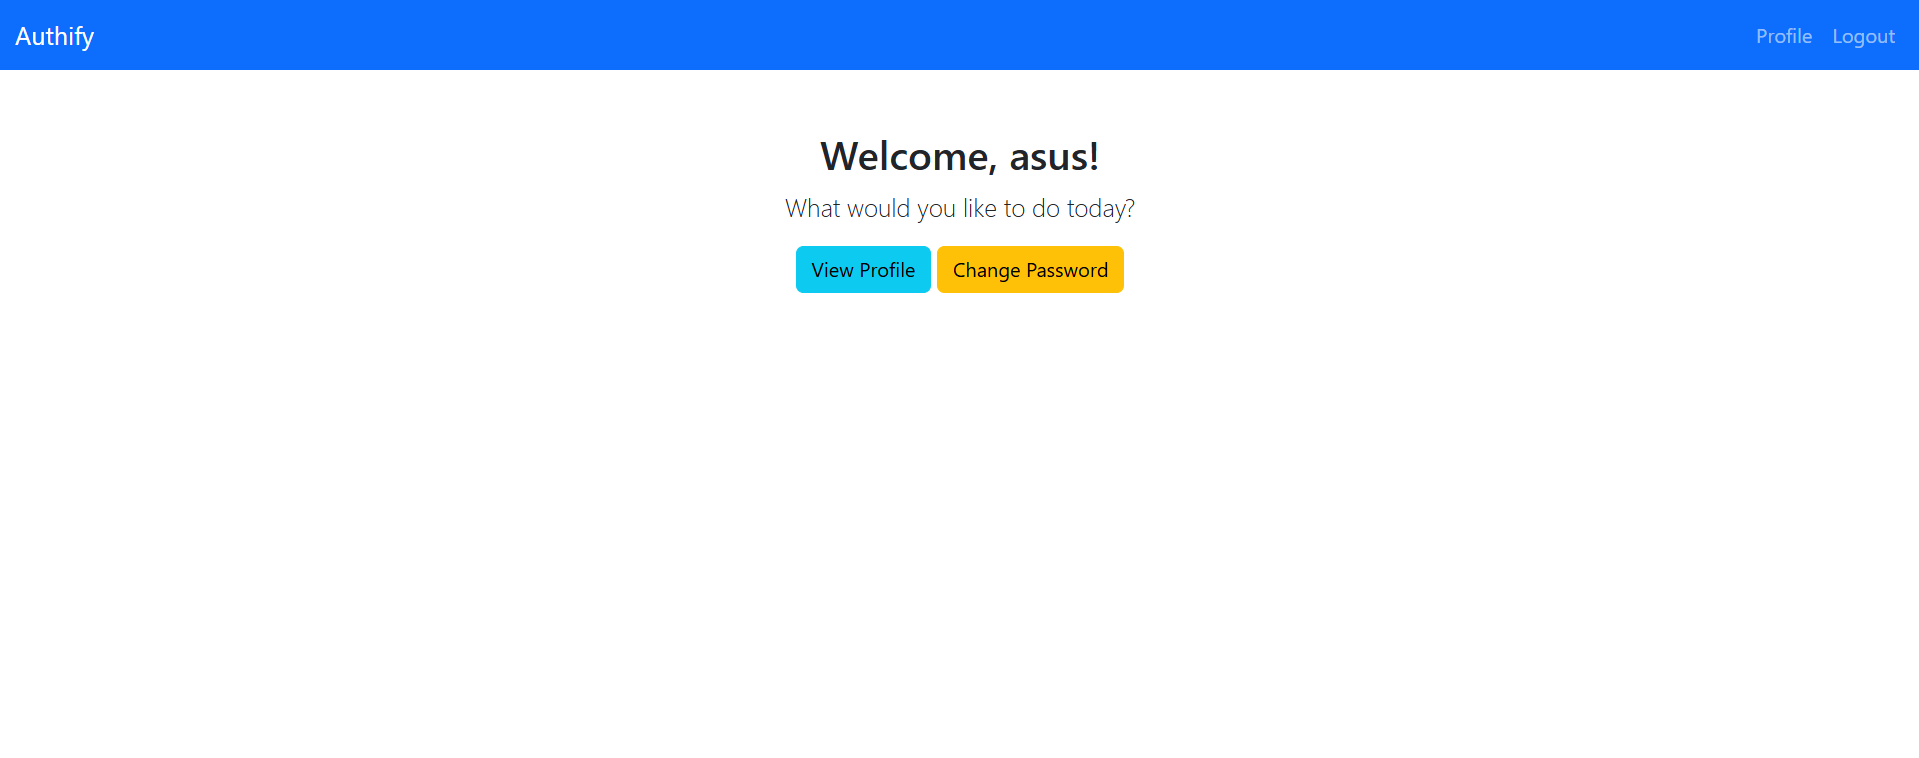 Authify Profile Logout
Welcome, asus!
What would you like to do today?
View Profile Change Password